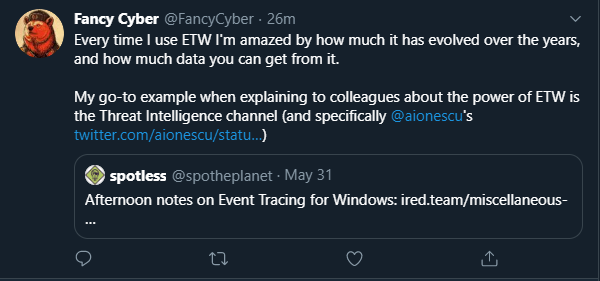 Fancy Cyber @FancyCyber · 26m
Every time I use ETW I'm amazed by how much it has evolved over the years,
and how much data you can get from it.
My go-to example when explaining to colleagues about the power of ETW is
the Threat Intelligence channel (and specifically @aionescu's
twitter.com/aionescu/statu...)
spotless @spotheplanet · May 31
Afternoon notes on Event Tracing for Windows: ired.team/miscellaneous-
...